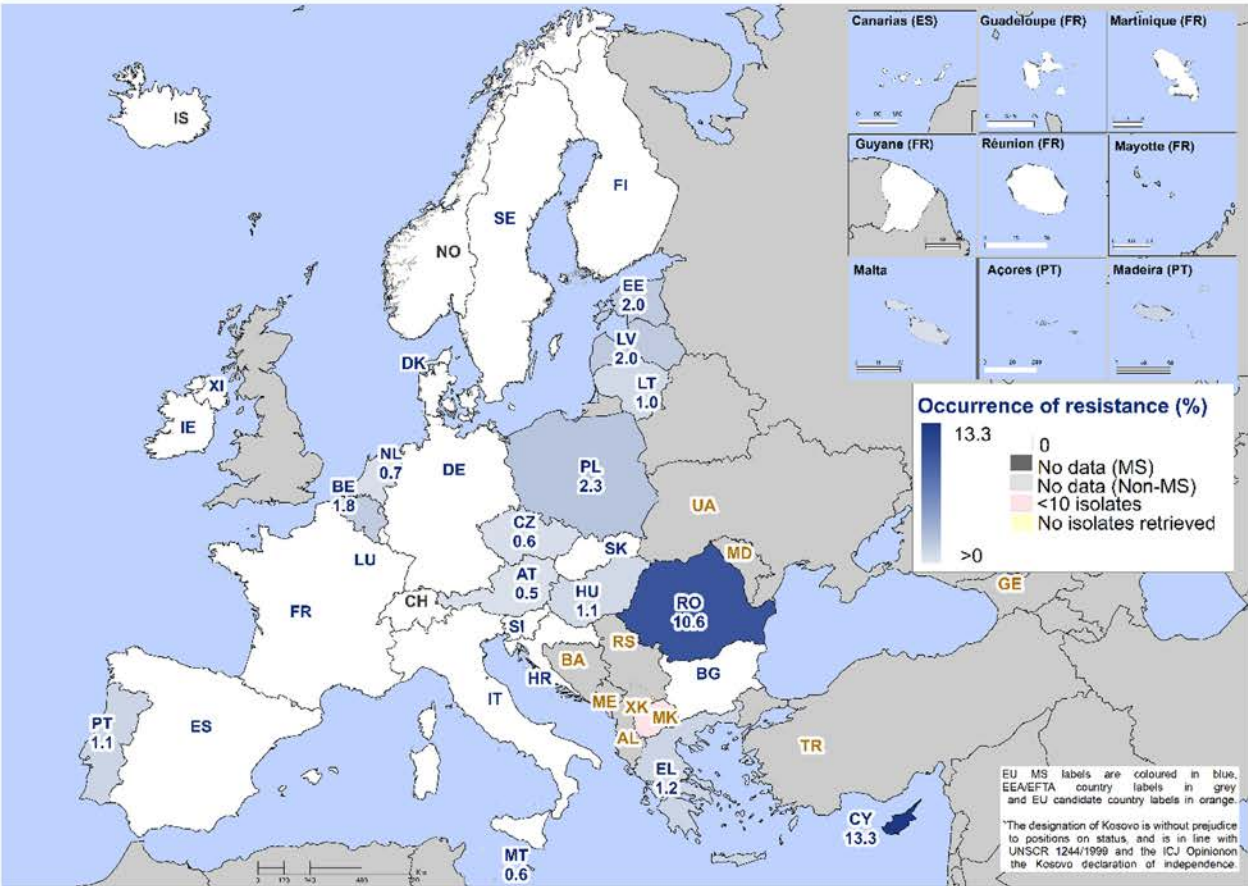 Canarias (ES)
Guadeloupe (FR)
Martinique (FR)
Guyane (FR)
Réunion (FR)
Mayotte (FR)
Malta
Açores (PT)
Madeira (PT)
IS
FI
SE
NO
EE
2.0
LV
2.0
DK
LT
1.0
XI
IE
NL
0.7
DE
PL
2.3
BE
1.8
UA
CZ
0.6
SK
LU
MD
AT
0.5
HU
1.1
CH
FR
RO
10.6
GE
SI
RS
BA
HR
BG
IT
ME
XK
MK
PT
1.1
ES
AL
TR
EL
1.2
CY
13.3
MT
0.6
Occurrence of resistance (%)
13.3
>0
0
No data (MS)
No data (Non-MS)
<10 isolates
No isolates retrieved
EU MS labels are coloured in blue,
EEA/EFTA country labels in grey
and EU candidate country labels in orange.
*The designation of Kosovo is without prejudice
to positions on status, and is in line with
UNSCR 1244/1999 and the ICJ Opinionon
the Kosovo declaration of independence.